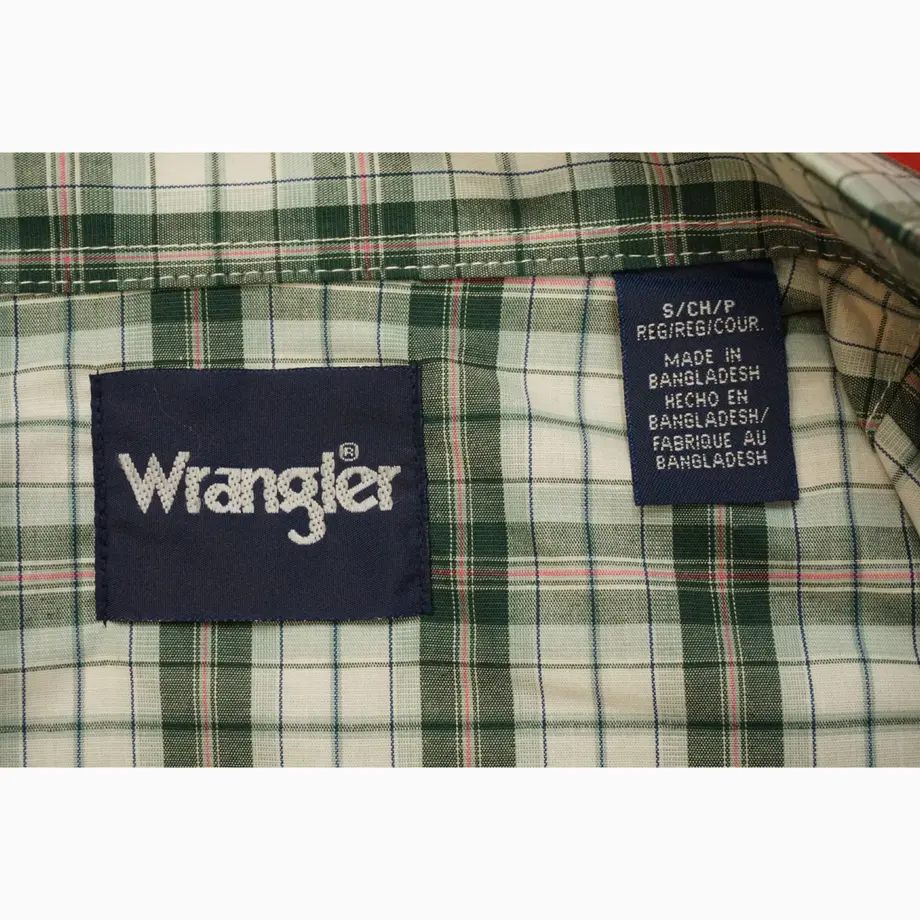 Wrangler®
S/CH/P
REG/REG/COUR.
MADE IN
BANGLADESH
HECHO EN
BANGLADESH/
FABRIQUE AU
BANGLADESH